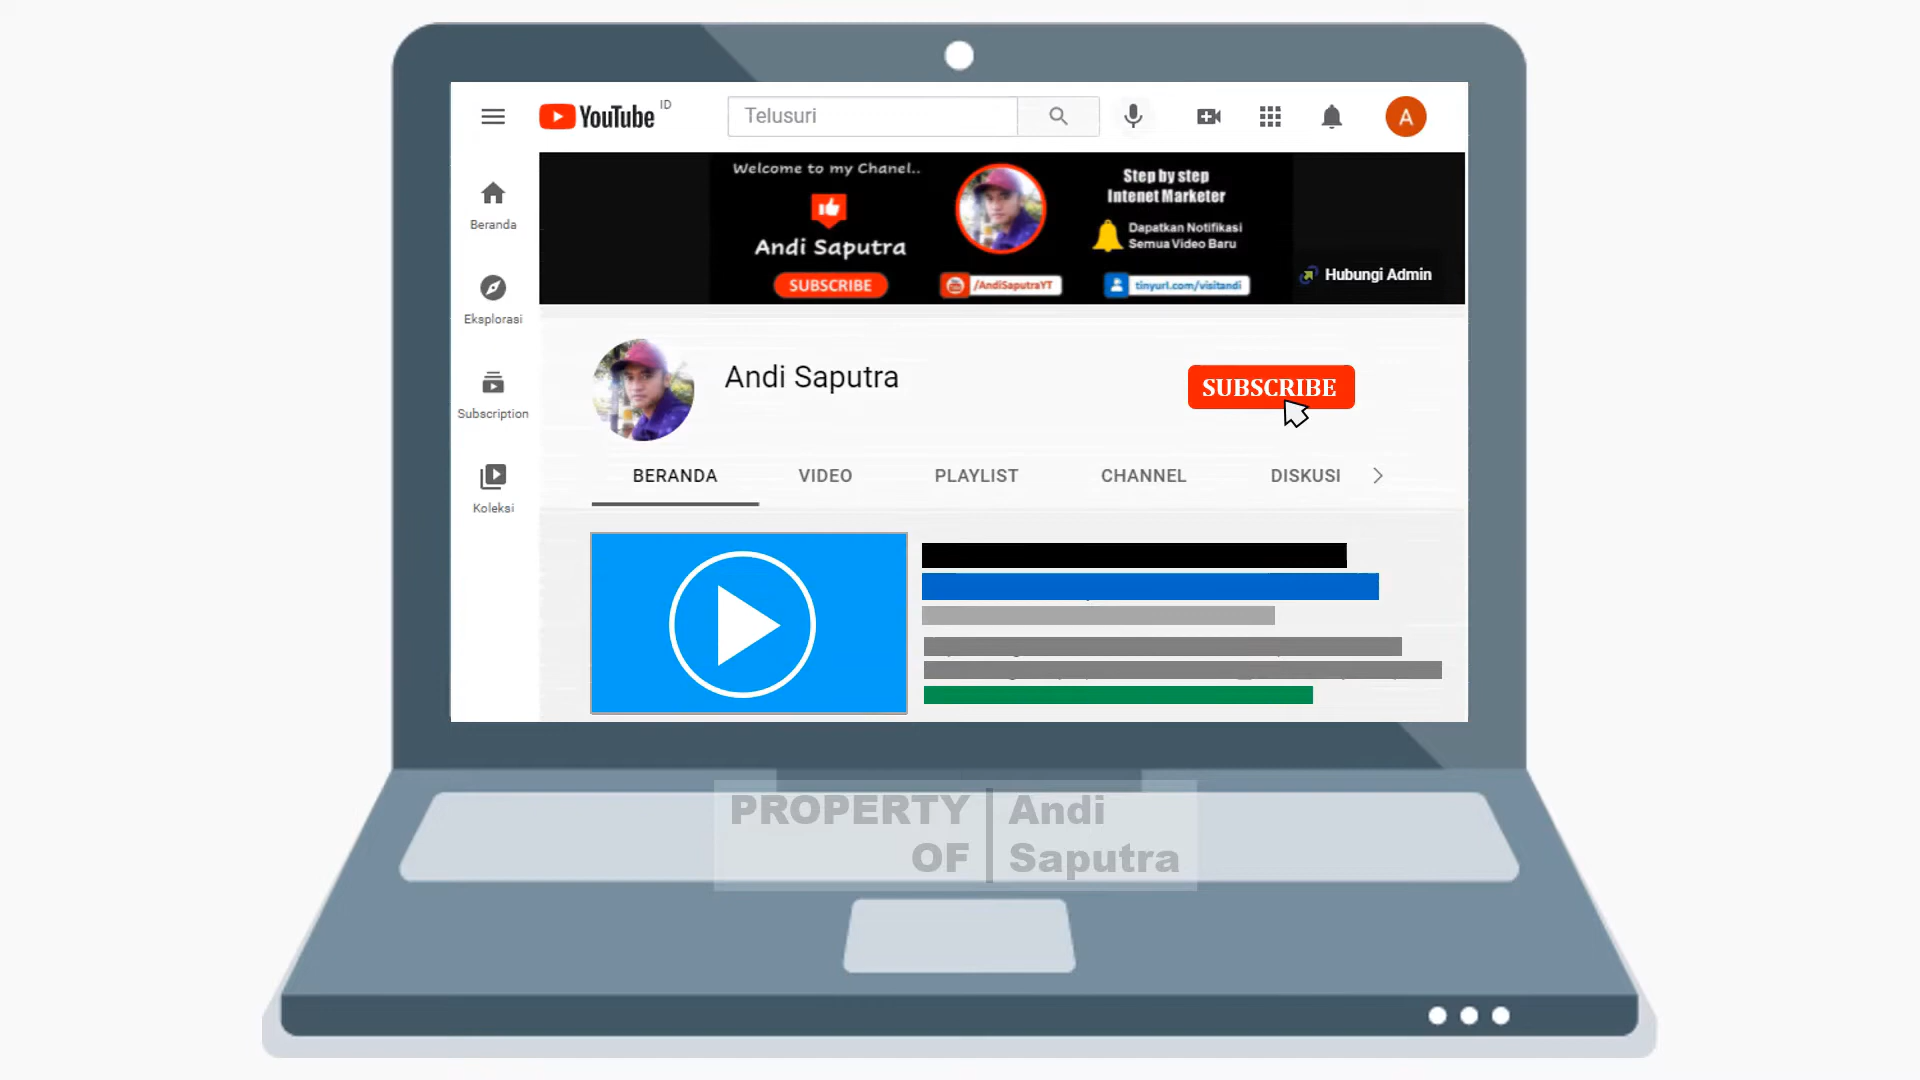 YouTube ID
Telusuri
A
Beranda
Eksplorasi
Subscription
Koleksi
Welcome to my Chanel..
Andi Saputra
SUBSCRIBE
/AndiSaputraYT
Step by step
Intenet Marketer
Dapatkan Notifikasi
Semua Video Baru
tinyurl.com/visitandi
Hubungi Admin
Andi Saputra
SUBSCRIBE
BERANDA VIDEO PLAYLIST CHANNEL DISKUSI
PROPERTY OF
Andi Saputra